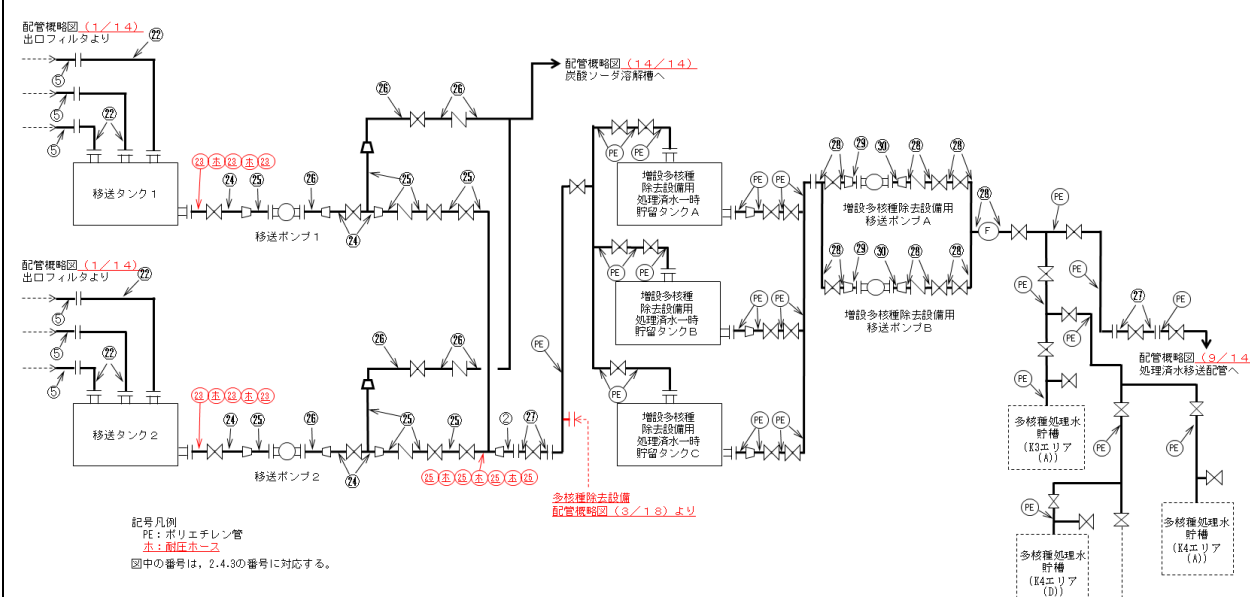 配管概略図(1/14)
出口フィルタより
㉒
⑤
⑤
㉒
⑤
移送タンク1
㉓ ホ ㉓ ホ ㉓
㉔
㉕
移送ポンプ1
㉖
㉔
㉖
㉖
㉕
㉕
配管概略図(14/14)
炭酸ソーダ溶解槽へ
配管概略図(1/14)
出口フィルタより
㉒
⑤
⑤
㉒
⑤
移送タンク2
㉓ ホ ㉓ ホ ㉓
㉔
㉕
移送ポンプ2
㉖
㉔
㉖
㉖
㉕
㉕
㉕ ホ ㉕ ホ ㉕ ホ ㉕
②
㉗
PE
多核種除去設備
配管概略図(3/18)より
PE
PE
増設多核種
除去設備用
処理済水一時
貯留タンクA
PE
PE
PE
PE
増設多核種
除去設備用
処理済水一時
貯留タンクB
PE
PE
PE
増設多核種
除去設備用
処理済水一時
貯留タンクC
PE
PE
㉘
㉙
㉚
㉘
㉘
増設多核種除去設備用
移送ポンプA
㉘
㉙
㉚
㉘
㉘
増設多核種除去設備用
移送ポンプB
㉘
F
PE
PE
㉗
PE
配管概略図(9/14
処理済水移送配管へ
PE
PE
PE
多核種処理水
貯槽
(K3エリア
(A))
PE
PE
PE
多核種処理水
貯槽
(K4エリア
(D))
多核種処理水
貯槽
(K4エリア
(A))
記号凡例
PE:ポリエチレン管
ホ:耐圧ホース
図中の番号は,2.4.3の番号に対応する。